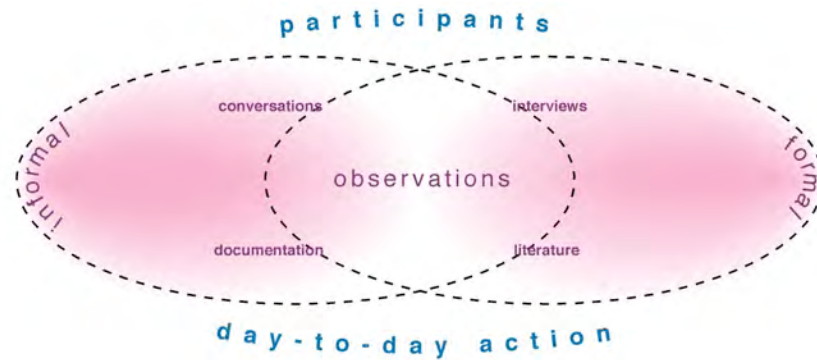 participants
conversations
interviews
informal
observations
formal
documentation
literature
day-to-day action